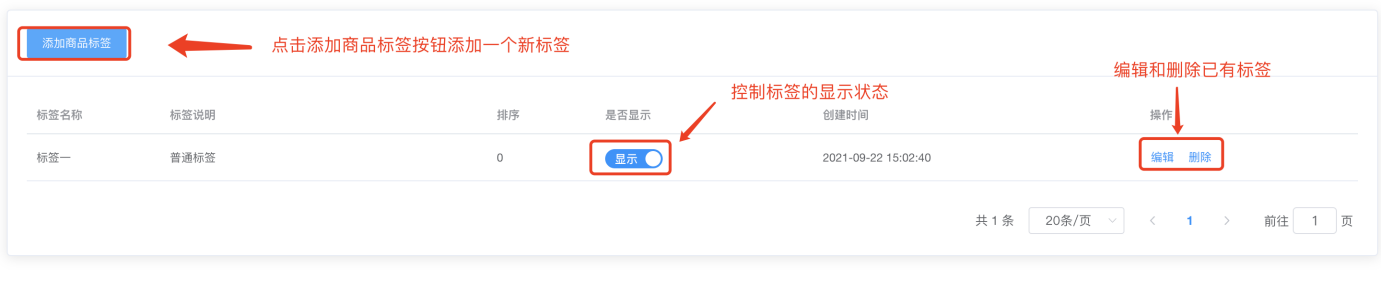 添加商品标签
点击添加商品标签按钮添加一个新标签
编辑和删除已有标签
控制标签的显示状态
标签名称 标签说明 排序 是否显示 创建时间 操作
标签一 普通标签 0 显示 2021-09-22 15:02:40 编辑 删除
共 1 条 20条/页 1 前往 1 页